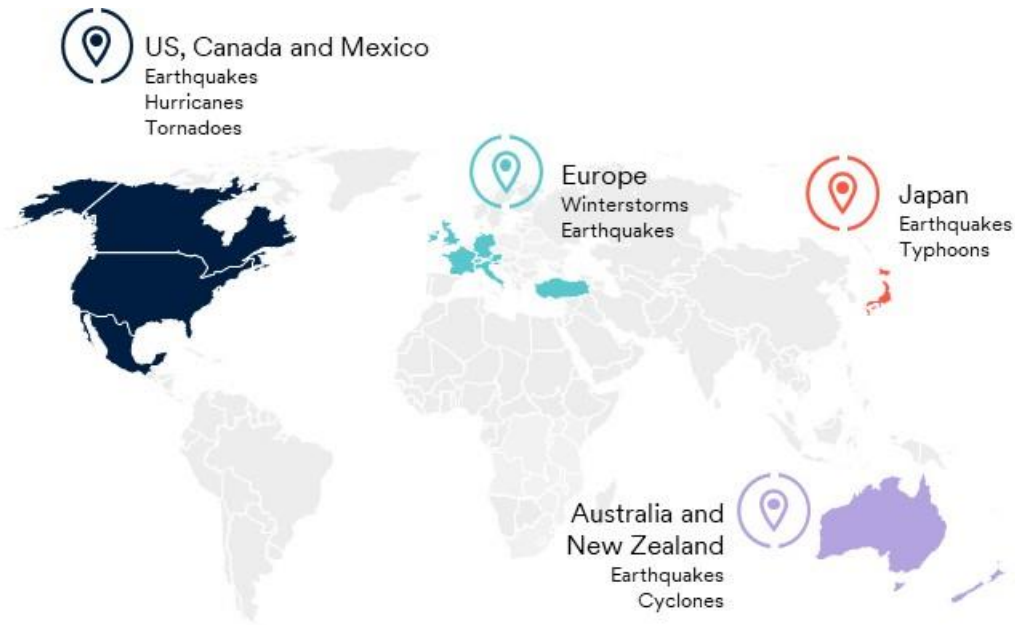 US, Canada and Mexico
Earthquakes
Hurricanes
Tornadoes
Europe
Winterstorms
Earthquakes
Japan
Earthquakes
Typhoons
Australia and
New Zealand
Earthquakes
Cyclones